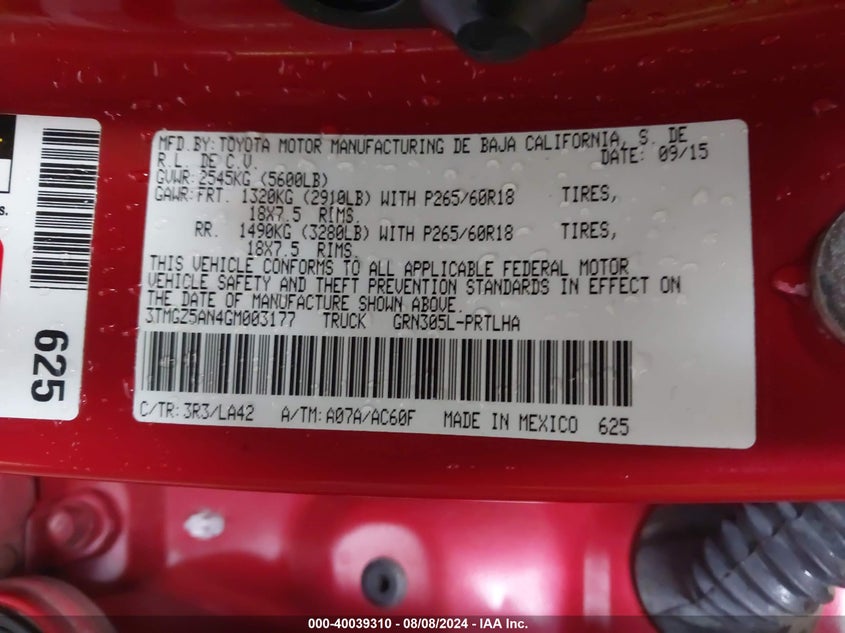 MFD. BY: TOYOTA MOTOR MANUFACTURING DE BAJA CALIFORNIA, S. DE
R.L. DE C.V. DATE: 09/15
GVWR: 2545KG (5600LB)
GAWR: FRT. 1320KG (2910LB) WITH P265/60R18 TIRES,
18X7.5 RIMS
RR. 1490KG (3280LB) WITH P265/60R18 TIRES,
18X7.5 RIMS
THIS VEHICLE CONFORMS TO ALL APPLICABLE FEDERAL MOTOR
VEHICLE SAFETY AND THEFT PREVENTION STANDARDS IN EFFECT ON
THE DATE OF MANUFACTURE SHOWN ABOVE.
3TMGZ5AN4GM003177 TRUCK GRN305L-PRTLHA
C/TR: 3R3/LA42 A/TM: A07A/AC60F MADE IN MEXICO 625
s.
625
000-40039310 - 08/08/2024 - IAA Inc.